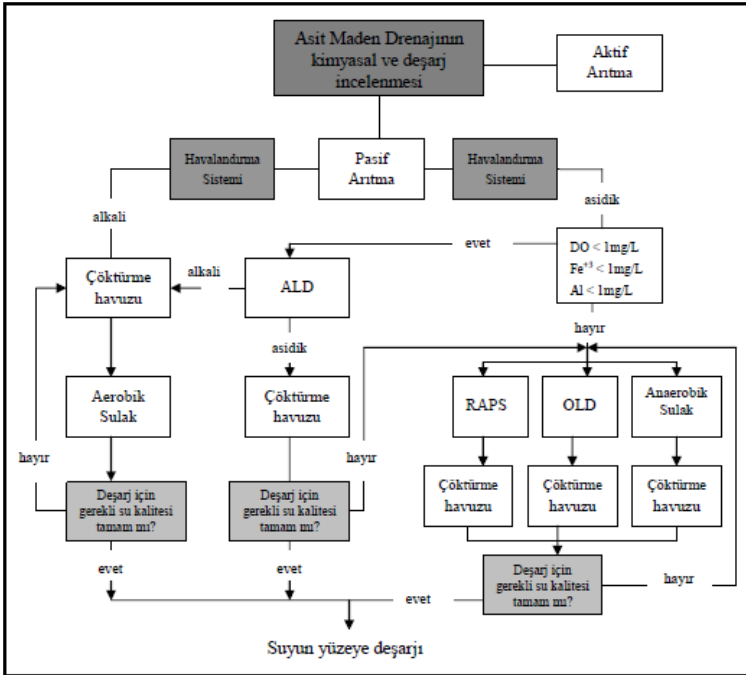 Asit Maden Drenajının
kimyasal ve deşarj
incelenmesi
Aktif
Arıtma
Havalandırma
Sistemi
Pasif
Arıtma
Havalandırma
Sistemi
alkali
asidik
evet
DO < 1mg/L
Fe⁺³ < 1mg/L
Al < 1mg/L
Çöktürme
havuzu
alkali
ALD
hayır
asidik
Aerobik
Sulak
Çöktürme
havuzu
RAPS
OLD
Anaerobik
Sulak
hayır
hayır
Deşarj için
gerekli su kalitesi
tamam mı?
Deşarj için
gerekli su kalitesi
tamam mı?
Çöktürme
havuzu
Çöktürme
havuzu
Çöktürme
havuzu
evet
evet
Deşarj için
gerekli su kalitesi
tamam mı?
hayır
evet
Suyun yüzeye deşarjı